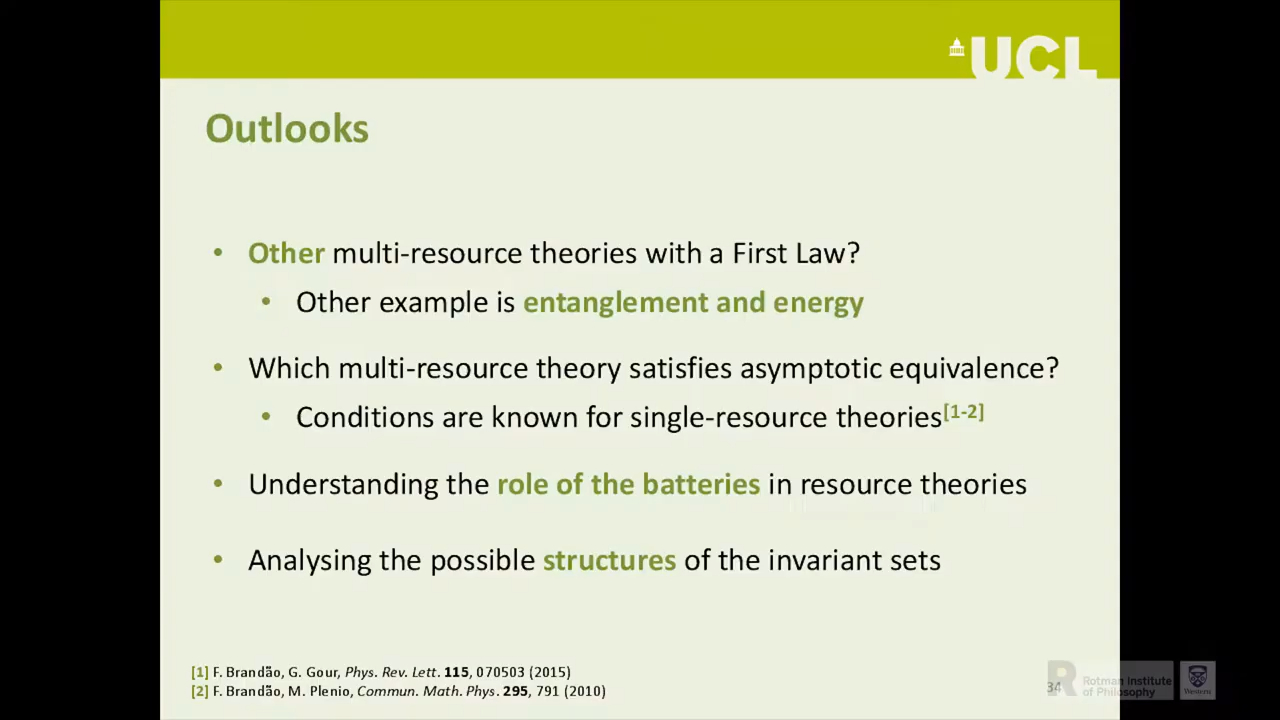 UCL
Outlooks
• Other multi-resource theories with a First Law?
• Other example is entanglement and energy
• Which multi-resource theory satisfies asymptotic equivalence?
• Conditions are known for single-resource theories[1-2]
• Understanding the role of the batteries in resource theories
• Analysing the possible structures of the invariant sets
[1] F. Brandão, G. Gour, Phys. Rev. Lett. 115, 070503 (2015)
[2] F. Brandão, M. Plenio, Commun. Math. Phys. 295, 791 (2010)
34
R Rotman Institute
of Philosophy
Western